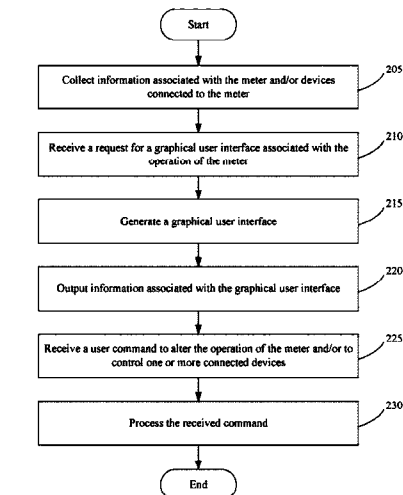 Start
Collect information associated with the meter and/or devices
connected to the meter
205
Receive a request for a graphical user interface associated with the
operation of the meter
210
Generate a graphical user interface
215
Output information associated with the graphical user interface
220
Receive a user command to alter the operation of the meter and/or to
control one or more connected devices
225
Process the received command
230
End